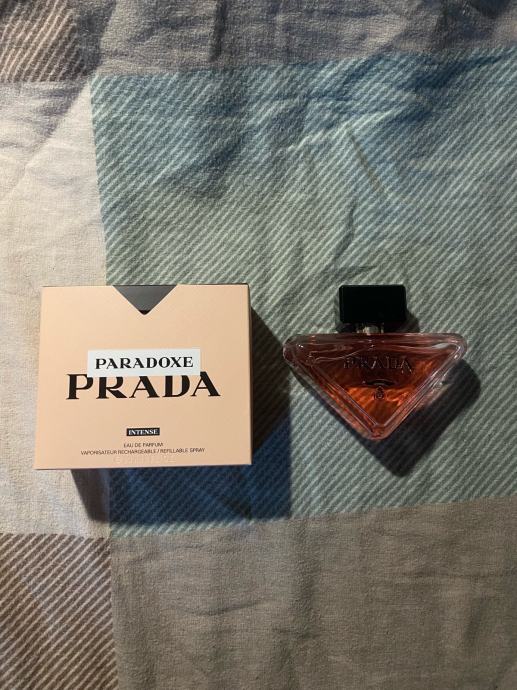 PARADOXE
PRADA
INTENSE
EAU DE PARFUM
VAPORISATEUR RECHARGEABLE / REFILLABLE SPRAY
PRADA